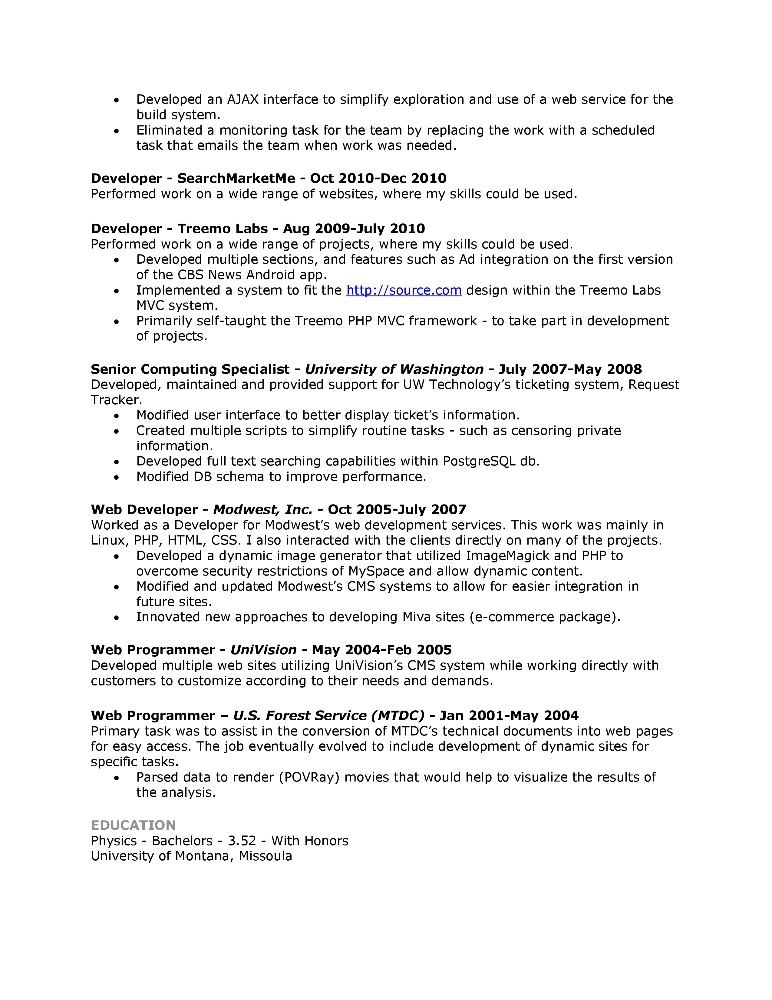 • Developed an AJAX interface to simplify exploration and use of a web service for the
build system.
• Eliminated a monitoring task for the team by replacing the work with a scheduled
task that emails the team when work was needed.
Developer - SearchMarketMe - Oct 2010-Dec 2010
Performed work on a wide range of websites, where my skills could be used.
Developer - Treemo Labs - Aug 2009-July 2010
Performed work on a wide range of projects, where my skills could be used.
• Developed multiple sections, and features such as Ad integration on the first version
of the CBS News Android app.
• Implemented a system to fit the http://source.com design within the Treemo Labs
MVC system.
• Primarily self-taught the Treemo PHP MVC framework - to take part in development
of projects.
Senior Computing Specialist - University of Washington - July 2007-May 2008
Developed, maintained and provided support for UW Technology's ticketing system, Request
Tracker.
• Modified user interface to better display ticket's information.
• Created multiple scripts to simplify routine tasks - such as censoring private
information.
• Developed full text searching capabilities within PostgreSQL db.
• Modified DB schema to improve performance.
Web Developer - Modwest, Inc. - Oct 2005-July 2007
Worked as a Developer for Modwest's web development services. This work was mainly in
Linux, PHP, HTML, CSS. I also interacted with the clients directly on many of the projects.
• Developed a dynamic image generator that utilized ImageMagick and PHP to
overcome security restrictions of MySpace and allow dynamic content.
• Modified and updated Modwest's CMS systems to allow for easier integration in
future sites.
• Innovated new approaches to developing Miva sites (e-commerce package).
Web Programmer - UniVision - May 2004-Feb 2005
Developed multiple web sites utilizing UniVision's CMS system while working directly with
customers to customize according to their needs and demands.
Web Programmer – U.S. Forest Service (MTDC) - Jan 2001-May 2004
Primary task was to assist in the conversion of MTDC's technical documents into web pages
for easy access. The job eventually evolved to include development of dynamic sites for
specific tasks.
• Parsed data to render (POVRay) movies that would help to visualize the results of
the analysis.
EDUCATION
Physics - Bachelors - 3.52 - With Honors
University of Montana, Missoula